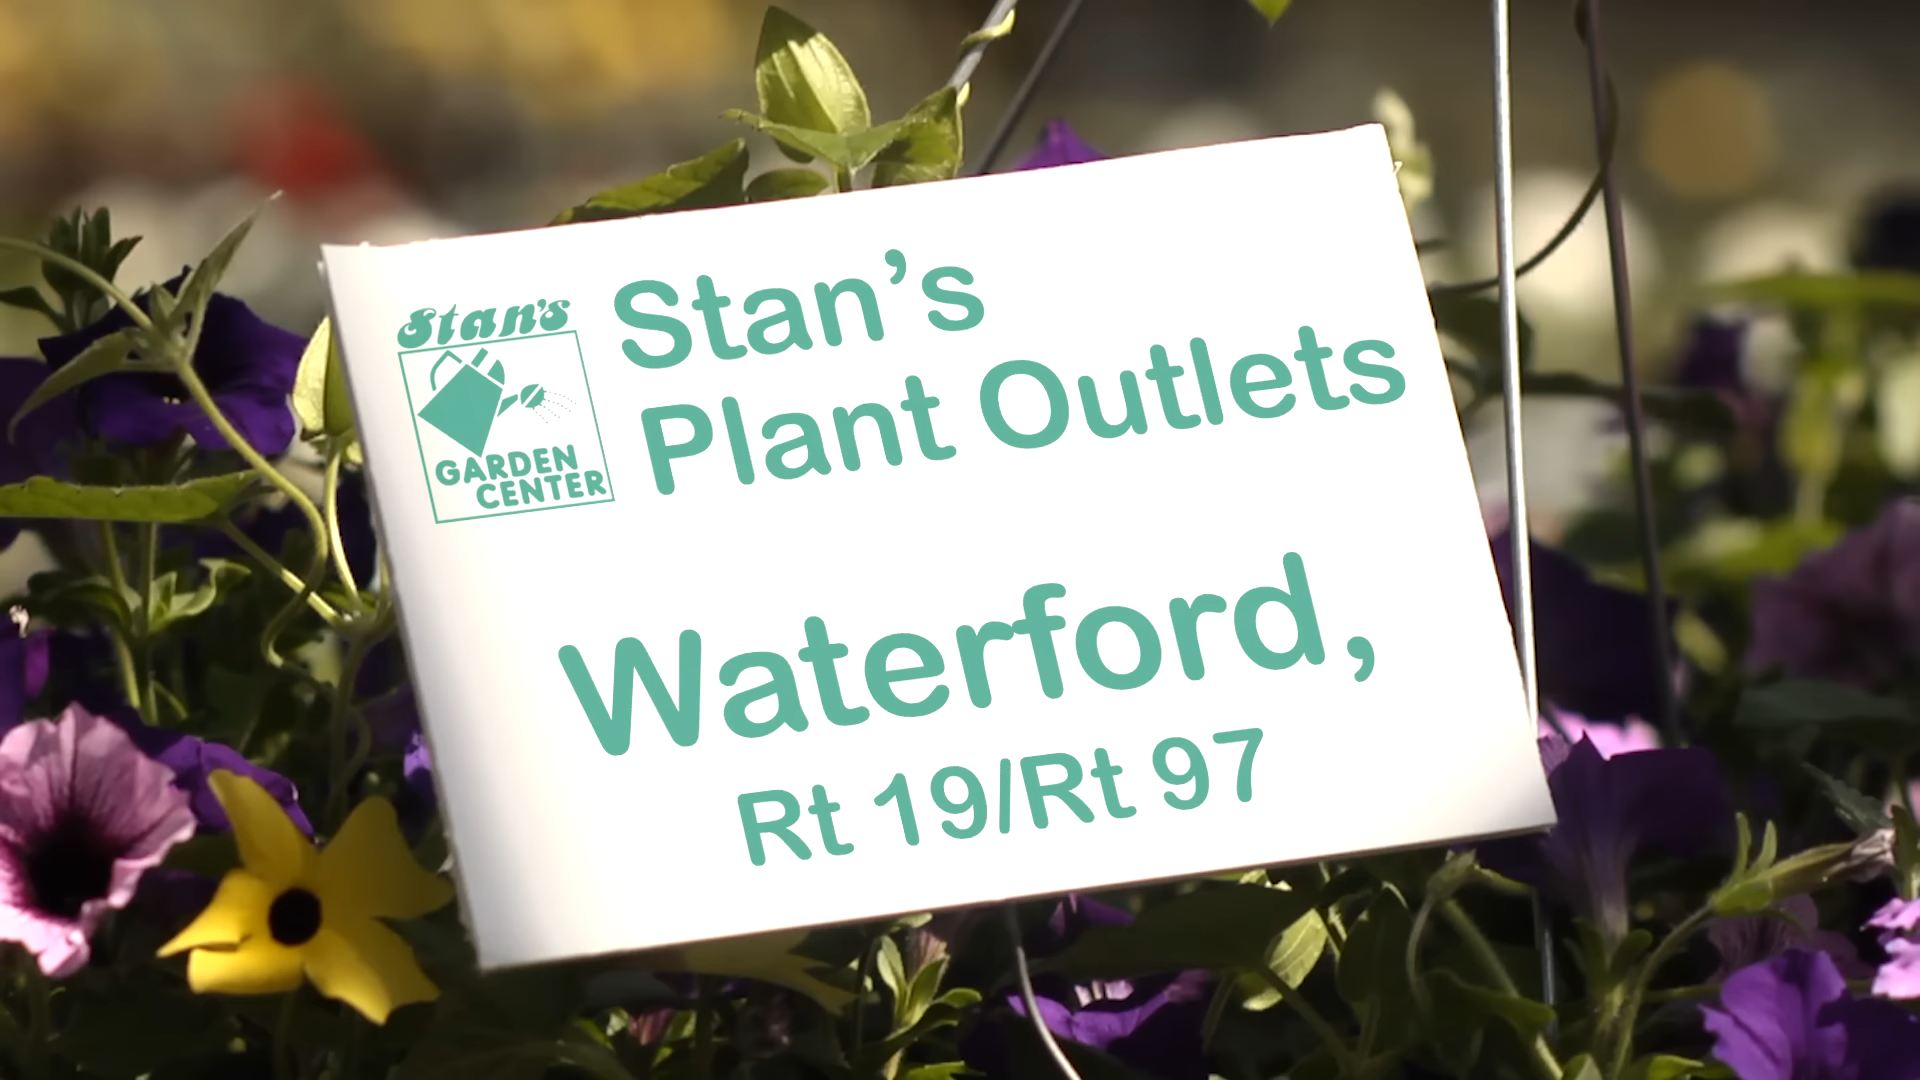 Stan's
GARDEN
CENTER
Stan's
Plant Outlets
Waterford,
Rt 19/Rt 97